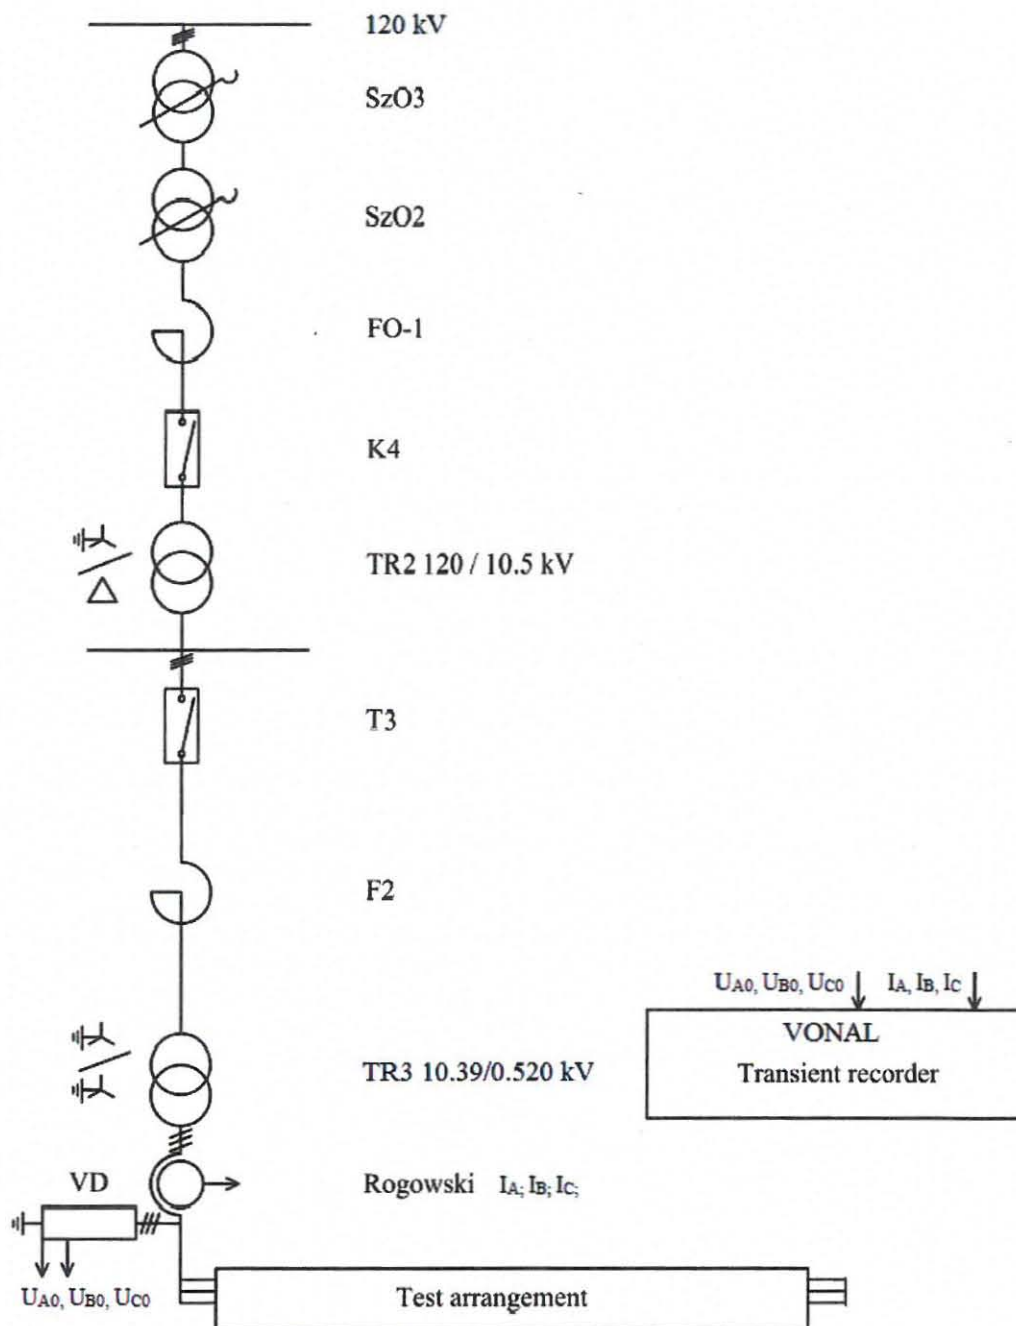 120 kV
SzO3
SzO2
FO-1
K4
TR2 120 / 10.5 kV
T3
F2
UA0, UB0, UC0 IA, IB, IC
VONAL
Transient recorder
TR3 10.39/0.520 kV
VD
Rogowski IA; IB; IC;
UA0, UB0, UC0
Test arrangement